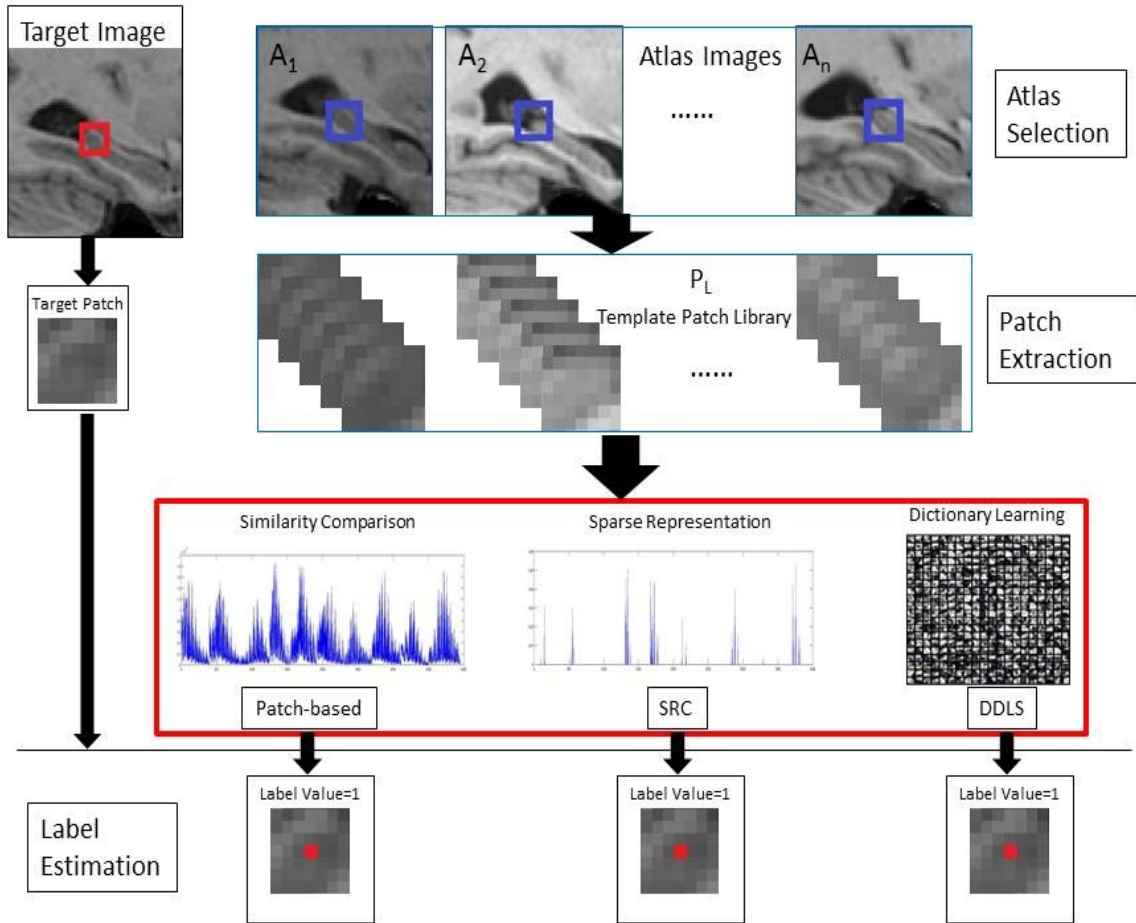 Target Image
A1
A2
Atlas Images
An
......
Atlas
Selection
Target Patch
PL
Template Patch Library
......
Patch
Extraction
Similarity Comparison
Sparse Representation
Dictionary Learning
Patch-based
SRC
DDLS
Label
Estimation
Label Value=1
Label Value=1
Label Value=1